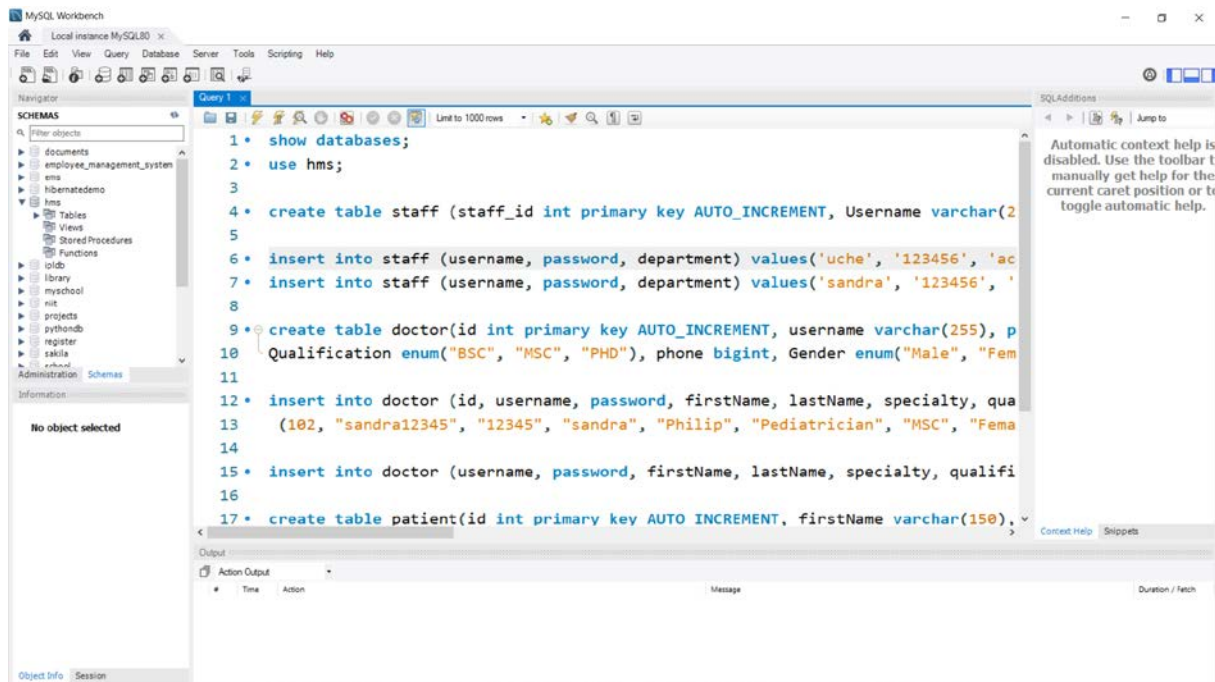 MySQL Workbench
Local instance MySQL80
File Edit View Query Database Server Tools Scripting Help
Navigator
SCHEMAS
Filter objects
documents
employee_management_system
ems
hibernatedemo
hms
Tables
Views
Stored Procedures
Functions
ioldb
library
myschool
niit
projects
pythondb
register
sakila
school
Administration Schemas
Information
No object selected
Object Info Session
Query 1
Limit to 1000 rows
1 show databases;
2 use hms;
3
4 create table staff (staff_id int primary key AUTO_INCREMENT, Username varchar(2
5
6 insert into staff (username, password, department) values('uche', '123456', 'ac
7 insert into staff (username, password, department) values('sandra', '123456', '
8
9 create table doctor(id int primary key AUTO_INCREMENT, username varchar(255), p
10 Qualification enum("BSC", "MSC", "PHD"), phone bigint, Gender enum("Male", "Fem
11
12 insert into doctor (id, username, password, firstName, lastName, specialty, qua
13 (102, "sandra12345", "12345", "sandra", "Philip", "Pediatrician", "MSC", "Fema
14
15 insert into doctor (username, password, firstName, lastName, specialty, qualifi
16
17 create table patient(id int primary key AUTO_INCREMENT, firstName varchar(150),
Output
Action Output
# Time Action Message Duration / Fetch
SQLAdditions
Jump to
Automatic context help is
disabled. Use the toolbar t
manually get help for the
current caret position or to
toggle automatic help.
Context Help Snippets